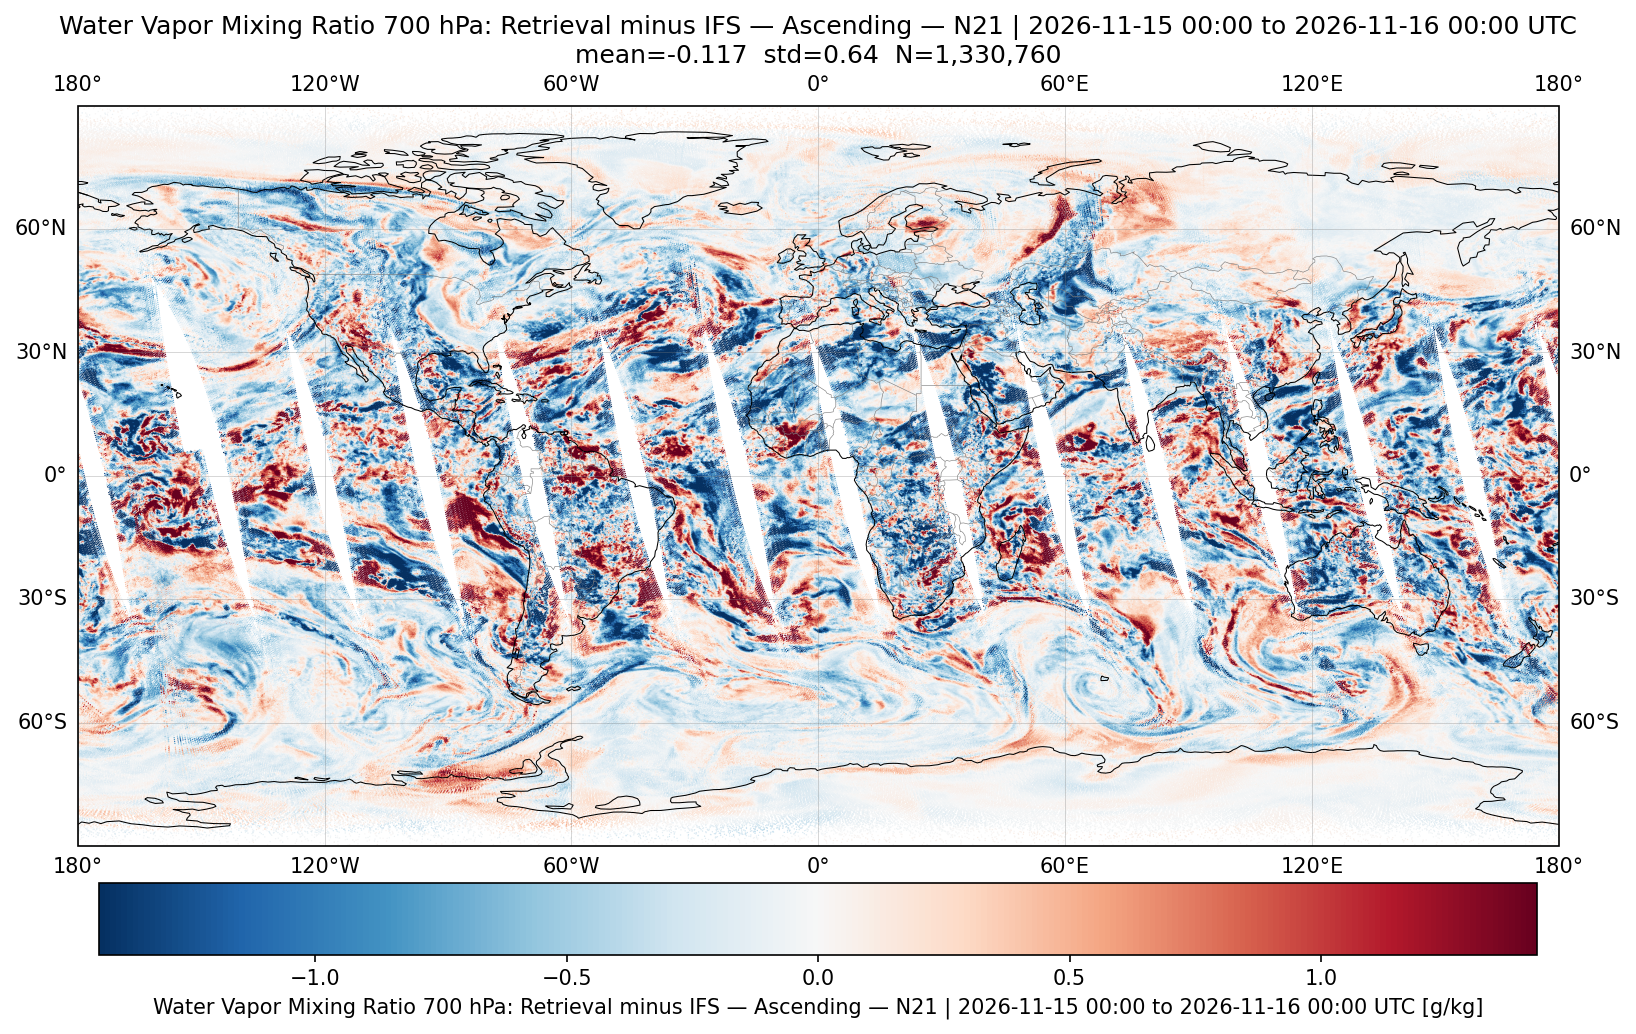 Water Vapor Mixing Ratio 700 hPa: Retrieval minus IFS — Ascending — N21 | 2026-11-15 00:00 to 2026-11-16 00:00 UTC
mean=-0.117  std=0.64  N=1,330,760
180° 120°W 60°W 0° 60°E 120°E 180°
60°N 60°N
30°N 30°N
0° 0°
30°S 30°S
60°S 60°S
180° 120°W 60°W 0° 60°E 120°E 180°
−1.0 −0.5 0.0 0.5 1.0
Water Vapor Mixing Ratio 700 hPa: Retrieval minus IFS — Ascending — N21 | 2026-11-15 00:00 to 2026-11-16 00:00 UTC [g/kg]